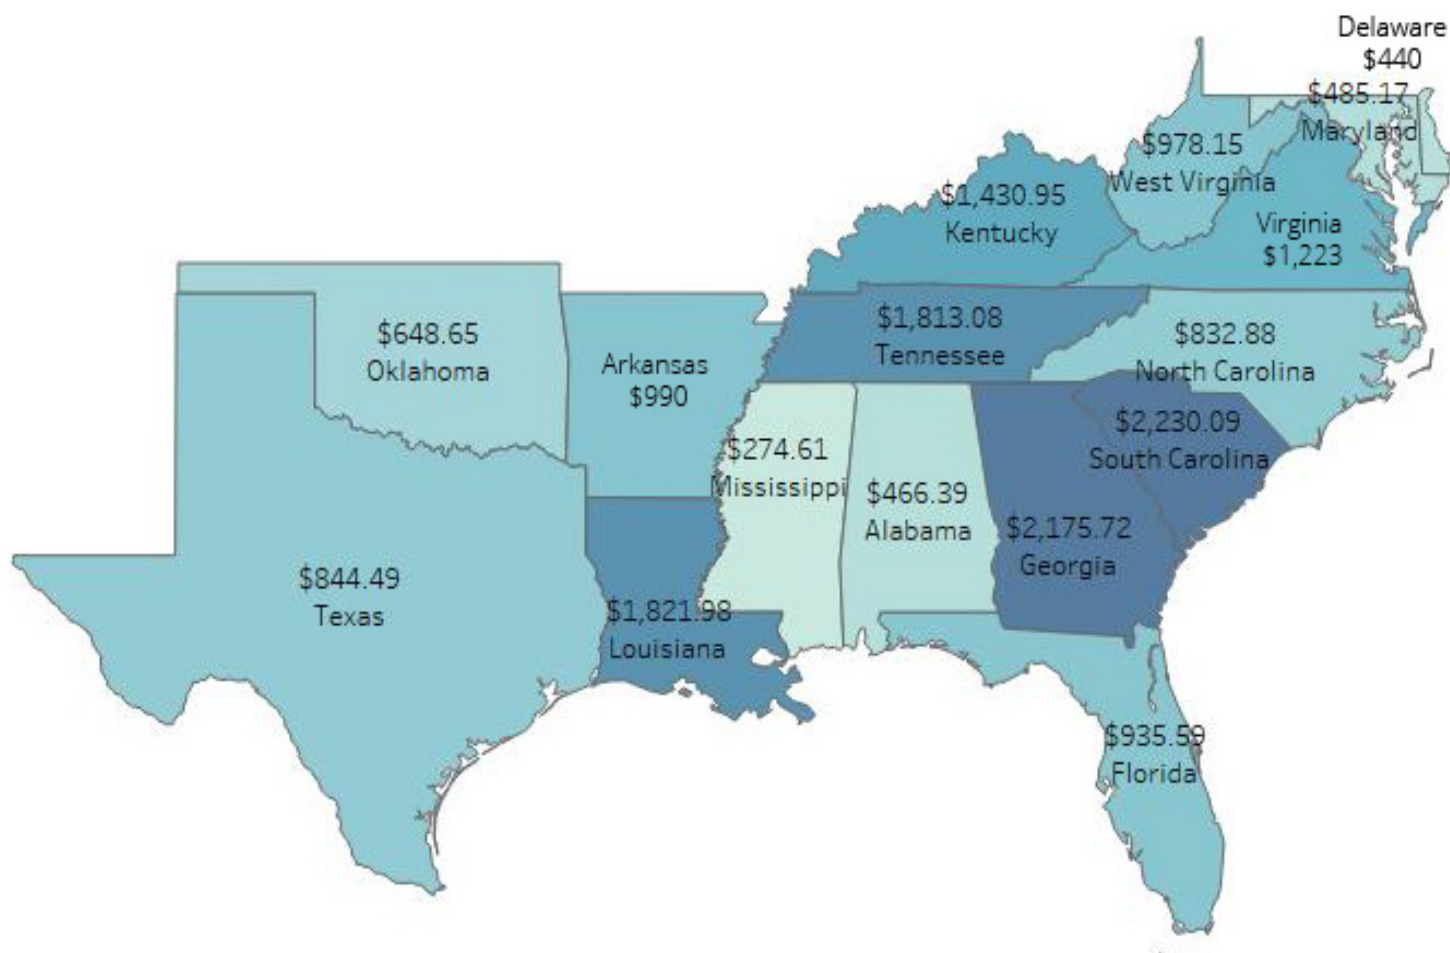 Delaware
$440
$485.17
Maryland
$978.15
West Virginia
$1,430.95
Kentucky
Virginia
$1,223
$648.65
Oklahoma
Arkansas
$990
$1,813.08
Tennessee
$832.88
North Carolina
$274.61
Mississippi
$466.39
Alabama
$2,230.09
South Carolina
$2,175.72
Georgia
$844.49
Texas
$1,821.98
Louisiana
$935.59
Florida